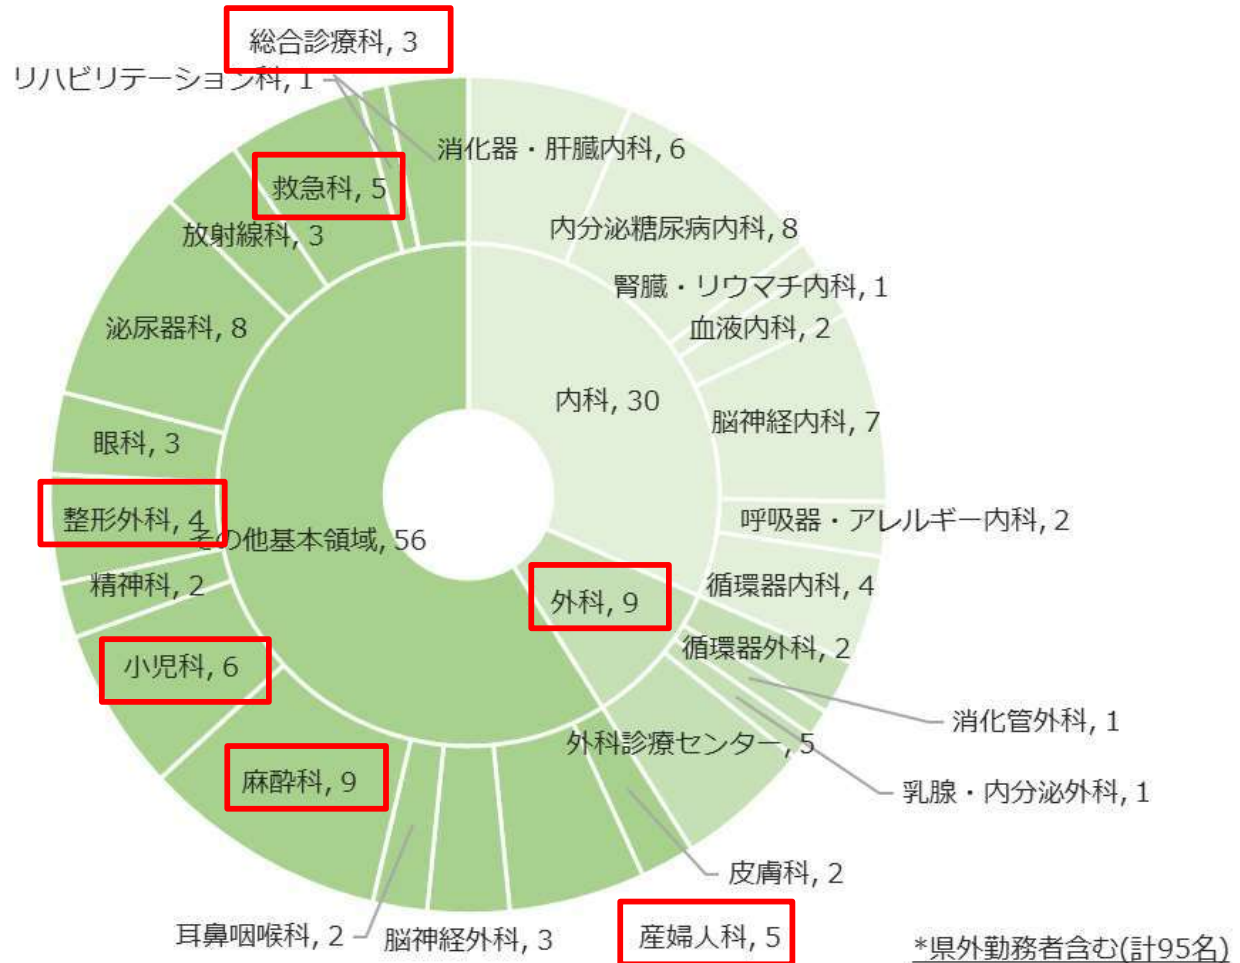 総合診療科, 3
リハビリテーション科, 1
消化器・肝臓内科, 6
救急科, 5
内分泌糖尿病内科, 8
放射線科, 3
腎臓・リウマチ内科, 1
泌尿器科, 8
血液内科, 2
内科, 30
脳神経内科, 7
眼科, 3
整形外科, 4
呼吸器・アレルギー内科, 2
その他基本領域, 56
精神科, 2
循環器内科, 4
外科, 9
小児科, 6
循環器外科, 2
消化管外科, 1
外科診療センター, 5
麻酔科, 9
乳腺・内分泌外科, 1
皮膚科, 2
耳鼻咽喉科, 2
脳神経外科, 3
産婦人科, 5
*県外勤務者含む(計95名)